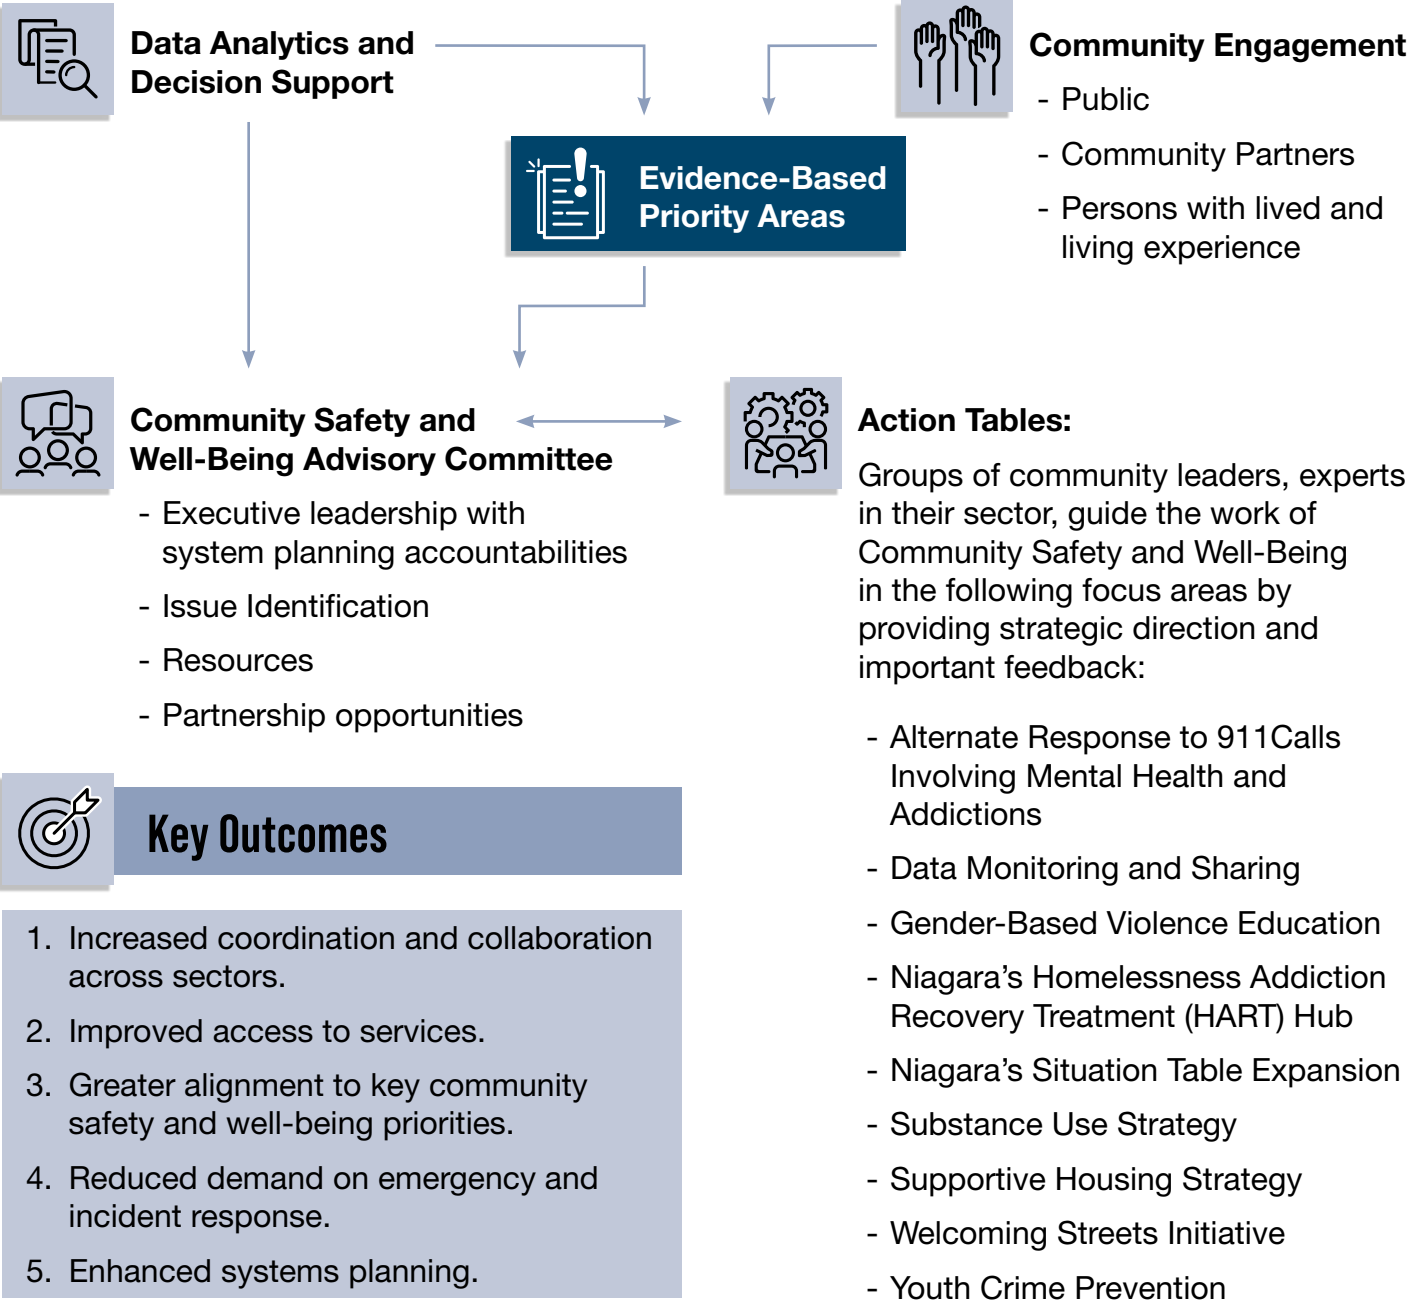 Data Analytics and
Decision Support
Community Engagement
- Public
- Community Partners
- Persons with lived and
living experience
Evidence-Based
Priority Areas
Community Safety and
Well-Being Advisory Committee
- Executive leadership with
system planning accountabilities
- Issue Identification
- Resources
- Partnership opportunities
Action Tables:
Groups of community leaders, experts
in their sector, guide the work of
Community Safety and Well-Being
in the following focus areas by
providing strategic direction and
important feedback:
- Alternate Response to 911Calls
Involving Mental Health and
Addictions
- Data Monitoring and Sharing
- Gender-Based Violence Education
- Niagara’s Homelessness Addiction
Recovery Treatment (HART) Hub
- Niagara’s Situation Table Expansion
- Substance Use Strategy
- Supportive Housing Strategy
- Welcoming Streets Initiative
- Youth Crime Prevention
Key Outcomes
1. Increased coordination and collaboration
across sectors.
2. Improved access to services.
3. Greater alignment to key community
safety and well-being priorities.
4. Reduced demand on emergency and
incident response.
5. Enhanced systems planning.